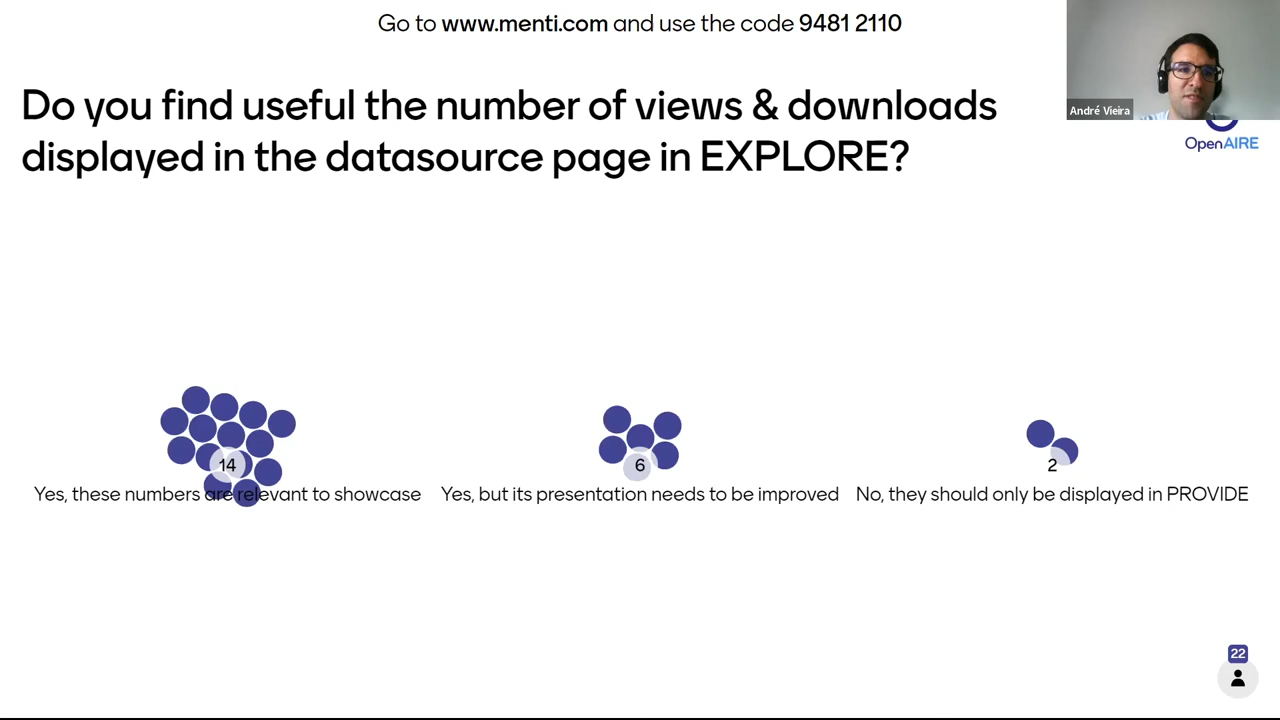 Go to www.menti.com and use the code 9481 2110
André Vieira
Do you find useful the number of views & downloads
displayed in the datasource page in EXPLORE?
OpenAIRE
14
6
2
Yes, these numbers are relevant to showcase
Yes, but its presentation needs to be improved
No, they should only be displayed in PROVIDE
22